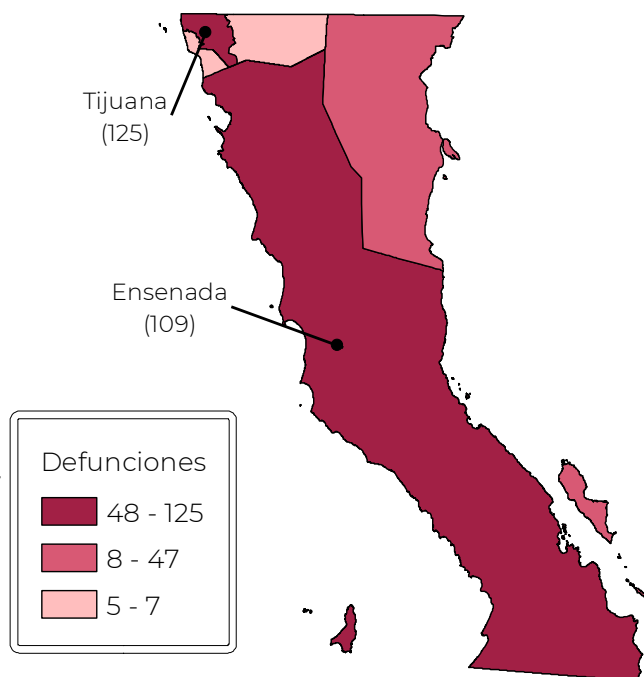 Tijuana
(125)
Ensenada
(109)
Defunciones
48 - 125
8 - 47
5 - 7